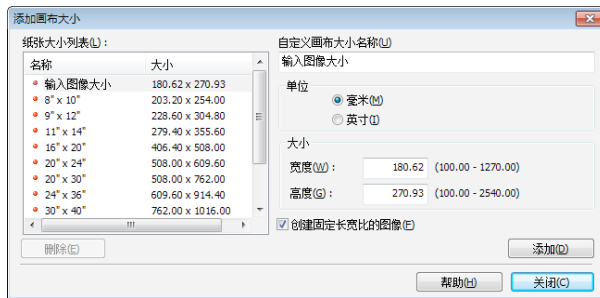 添加画布大小
纸张大小列表(L)：
名称 大小
输入图像大小 180.62 x 270.93
8" x 10" 203.20 x 254.00
9" x 12" 228.60 x 304.80
11" x 14" 279.40 x 355.60
16" x 20" 406.40 x 508.00
20" x 24" 508.00 x 609.60
20" x 30" 508.00 x 762.00
24" x 36" 609.60 x 914.40
30" x 40" 762.00 x 1016.00
删除(E)
自定义画布大小名称(U)
输入图像大小
单位
毫米(M)
英寸(I)
大小
宽度(W)： 180.62 (100.00 - 1270.00)
高度(G)： 270.93 (100.00 - 2540.00)
创建固定长宽比的图像(F)
添加(D)
帮助(H) 关闭(C)